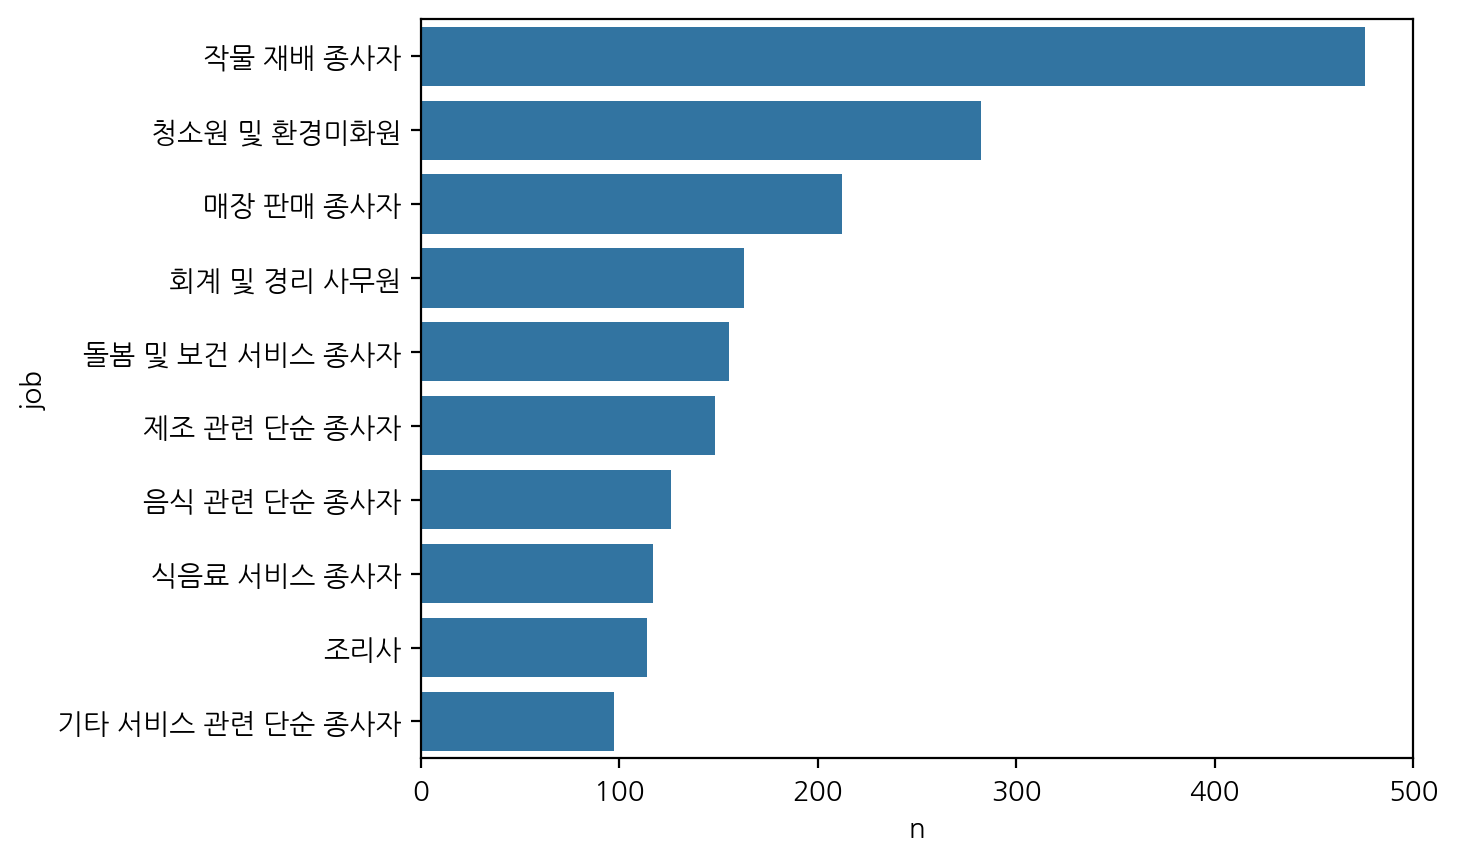 작물 재배 종사자
청소원 및 환경미화원
매장 판매 종사자
회계 및 경리 사무원
돌봄 및 보건 서비스 종사자
제조 관련 단순 종사자
음식 관련 단순 종사자
식음료 서비스 종사자
조리사
기타 서비스 관련 단순 종사자
job
0 100 200 300 400 500
n